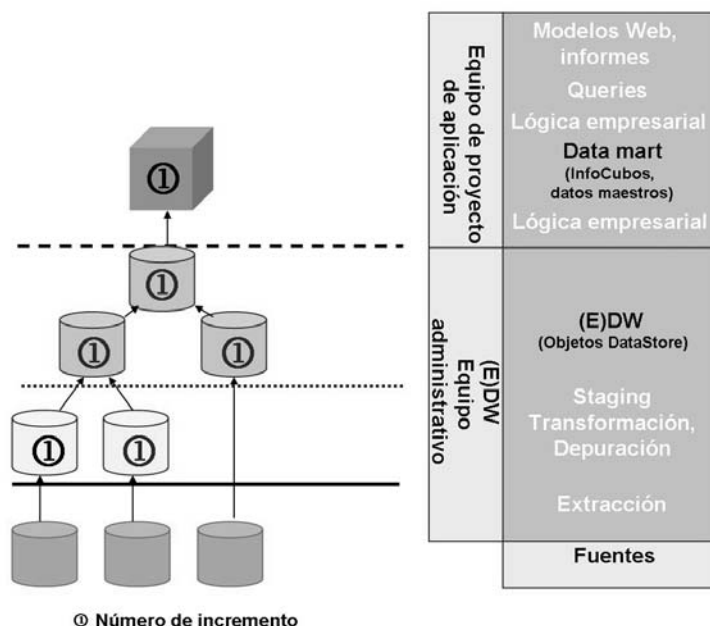 Equipo de proyecto
de aplicación
Modelos Web,
informes
Queries
Lógica empresarial
Data mart
(InfoCubos,
datos maestros)
Lógica empresarial
①
①
①
①
①
①
(E)DW
Equipo
administrativo
(E)DW
(Objetos DataStore)
Staging
Transformación,
Depuración
Extracción
Fuentes
① Número de incremento